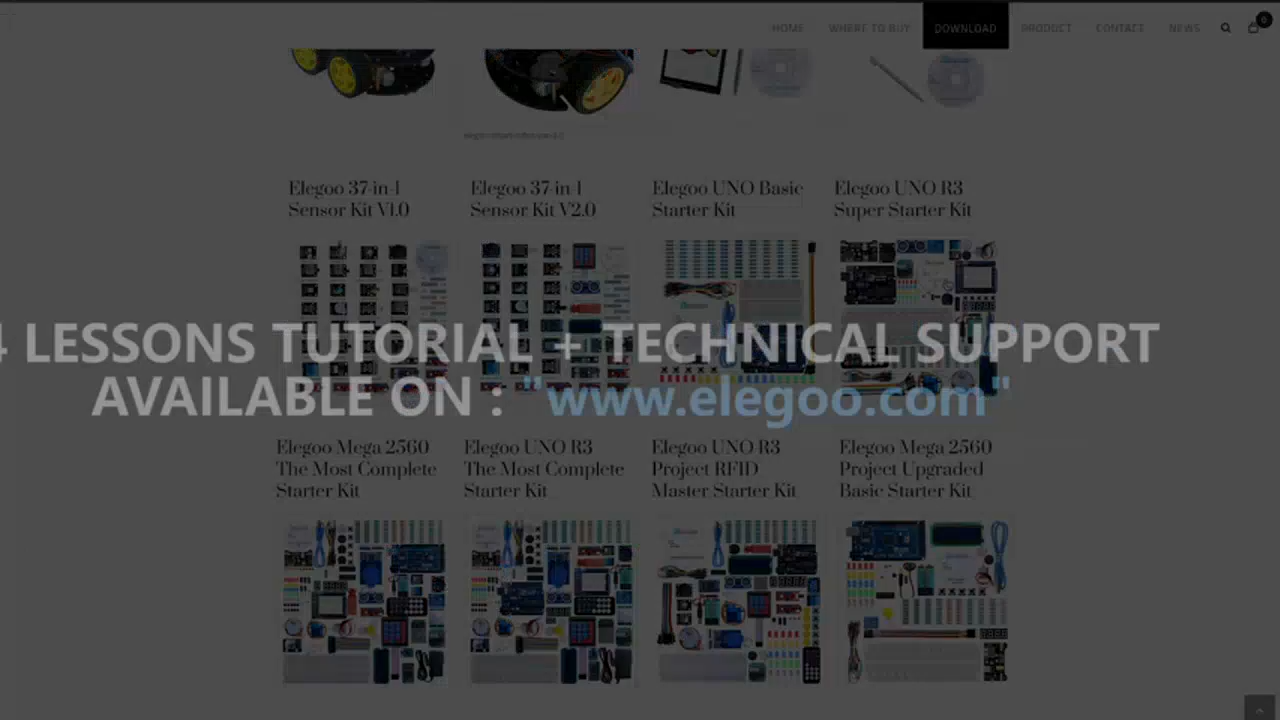 HOME WHERE TO BUY DOWNLOAD PRODUCT CONTACT NEWS 0
Elegoo 37-in-1
Sensor Kit V1.0
Elegoo 37-in-1
Sensor Kit V2.0
Elegoo UNO Basic
Starter Kit
Elegoo UNO R3
Super Starter Kit
4 LESSONS TUTORIAL + TECHNICAL SUPPORT
AVAILABLE ON : "www.elegoo.com"
Elegoo Mega 2560
The Most Complete
Starter Kit
Elegoo UNO R3
The Most Complete
Starter Kit
Elegoo UNO R3
Project RFID
Master Starter Kit
Elegoo Mega 2560
Project Upgraded
Basic Starter Kit